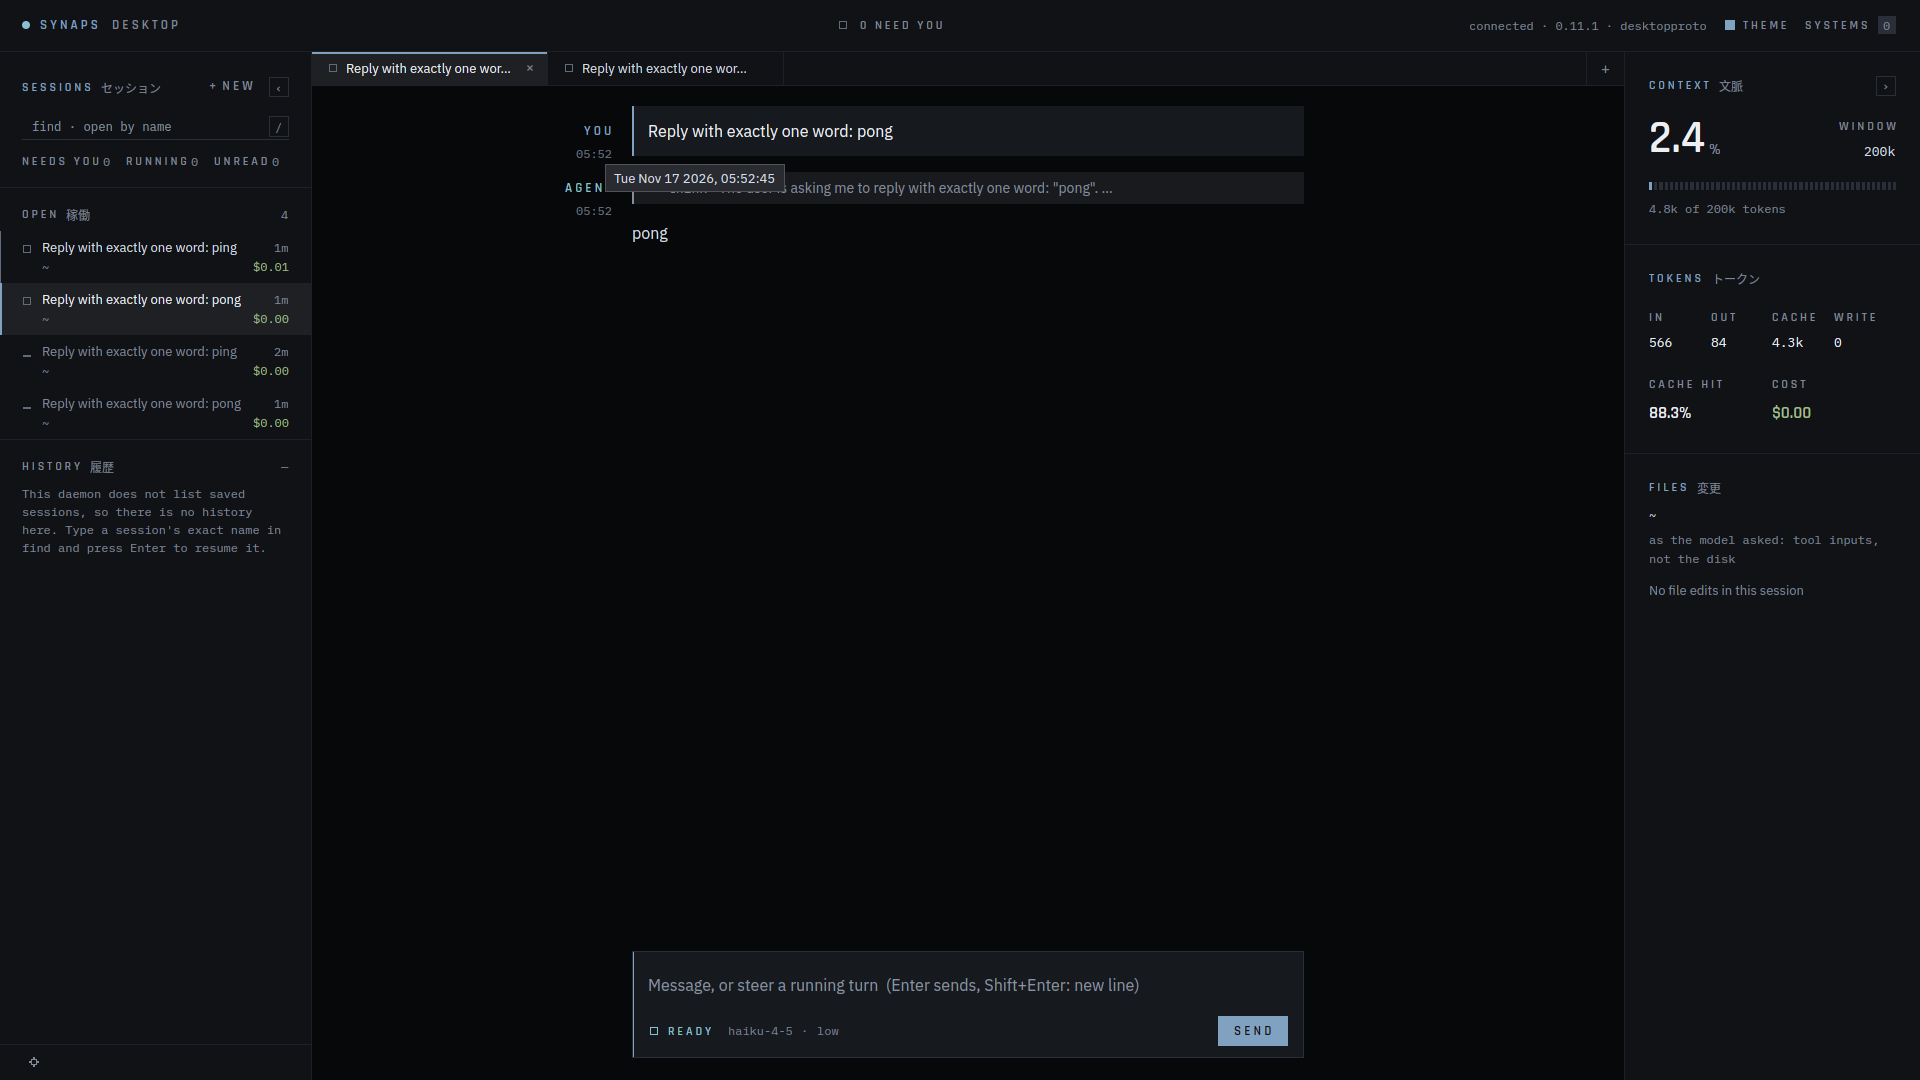 SYNAPS DESKTOP
0 NEED YOU
connected · 0.11.1 · desktopproto
THEME
SYSTEMS 0
SESSIONS セッション
+ NEW
‹
find · open by name
/
NEEDS YOU 0 RUNNING 0 UNREAD 0
OPEN 稼働 4
Reply with exactly one word: ping 1m
~ $0.01
Reply with exactly one word: pong 1m
~ $0.00
Reply with exactly one word: ping 2m
~ $0.00
Reply with exactly one word: pong 1m
~ $0.00
HISTORY 履歴 —
This daemon does not list saved
sessions, so there is no history
here. Type a session's exact name in
find and press Enter to resume it.
Reply with exactly one wor... ×
Reply with exactly one wor...
+
YOU
05:52
Reply with exactly one word: pong
Tue Nov 17 2026, 05:52:45
AGEN
05:52
asking me to reply with exactly one word: "pong". ...
pong
Message, or steer a running turn (Enter sends, Shift+Enter: new line)
READY haiku-4-5 · low
SEND
CONTEXT 文脈
›
2.4 %
WINDOW
200k
4.8k of 200k tokens
TOKENS トークン
IN OUT CACHE WRITE
566 84 4.3k 0
CACHE HIT COST
88.3% $0.00
FILES 変更
~
as the model asked: tool inputs,
not the disk
No file edits in this session